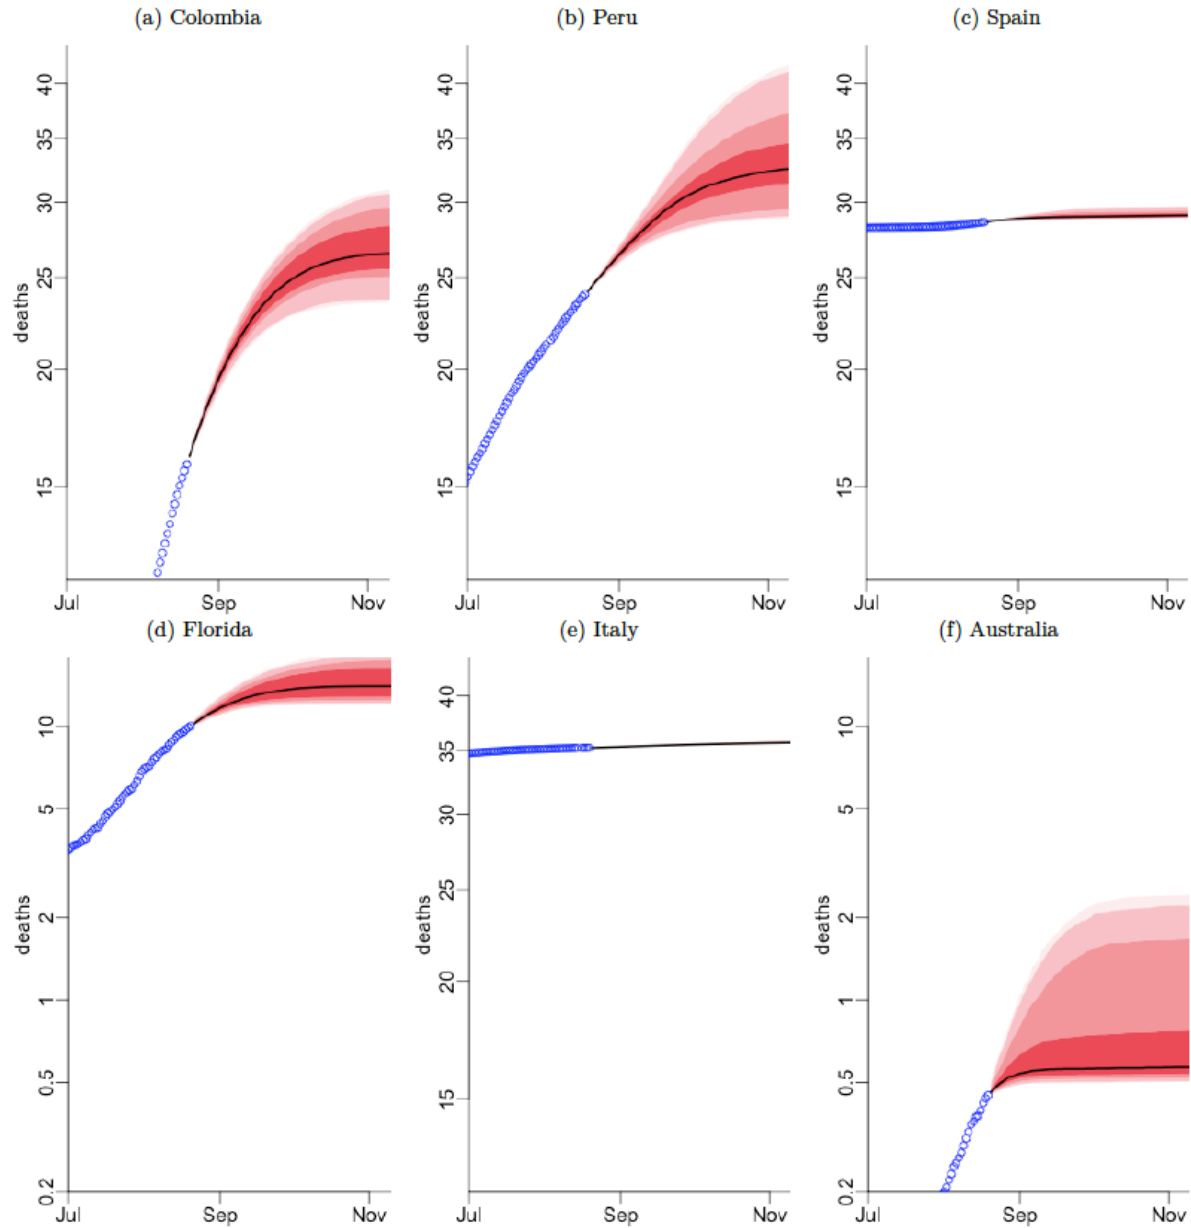 (a) Colombia
(b) Peru
(c) Spain
40
35
30
25
20
15
deaths
Jul Sep Nov
40
35
30
25
20
15
deaths
Jul Sep Nov
40
35
30
25
20
15
deaths
Jul Sep Nov
(d) Florida
(e) Italy
(f) Australia
10
5
2
1
0.5
0.2
deaths
Jul Sep Nov
40
35
30
25
20
15
deaths
Jul Sep Nov
10
5
2
1
0.5
0.2
deaths
Jul Sep Nov